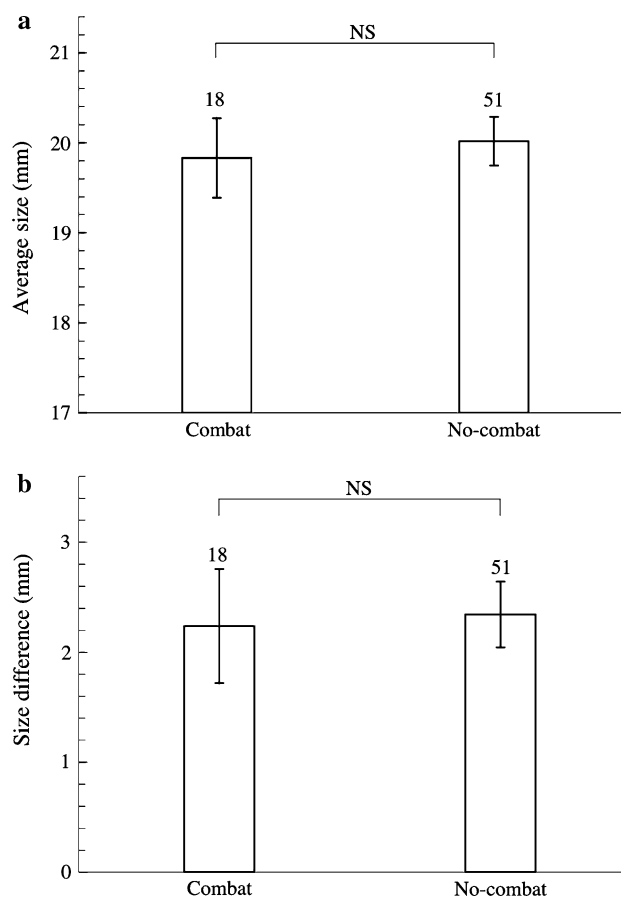 a
NS
21
18
51
20
19
18
17
Average size (mm)
Combat No-combat
b
NS
3
18
51
2
1
0
Size difference (mm)
Combat No-combat